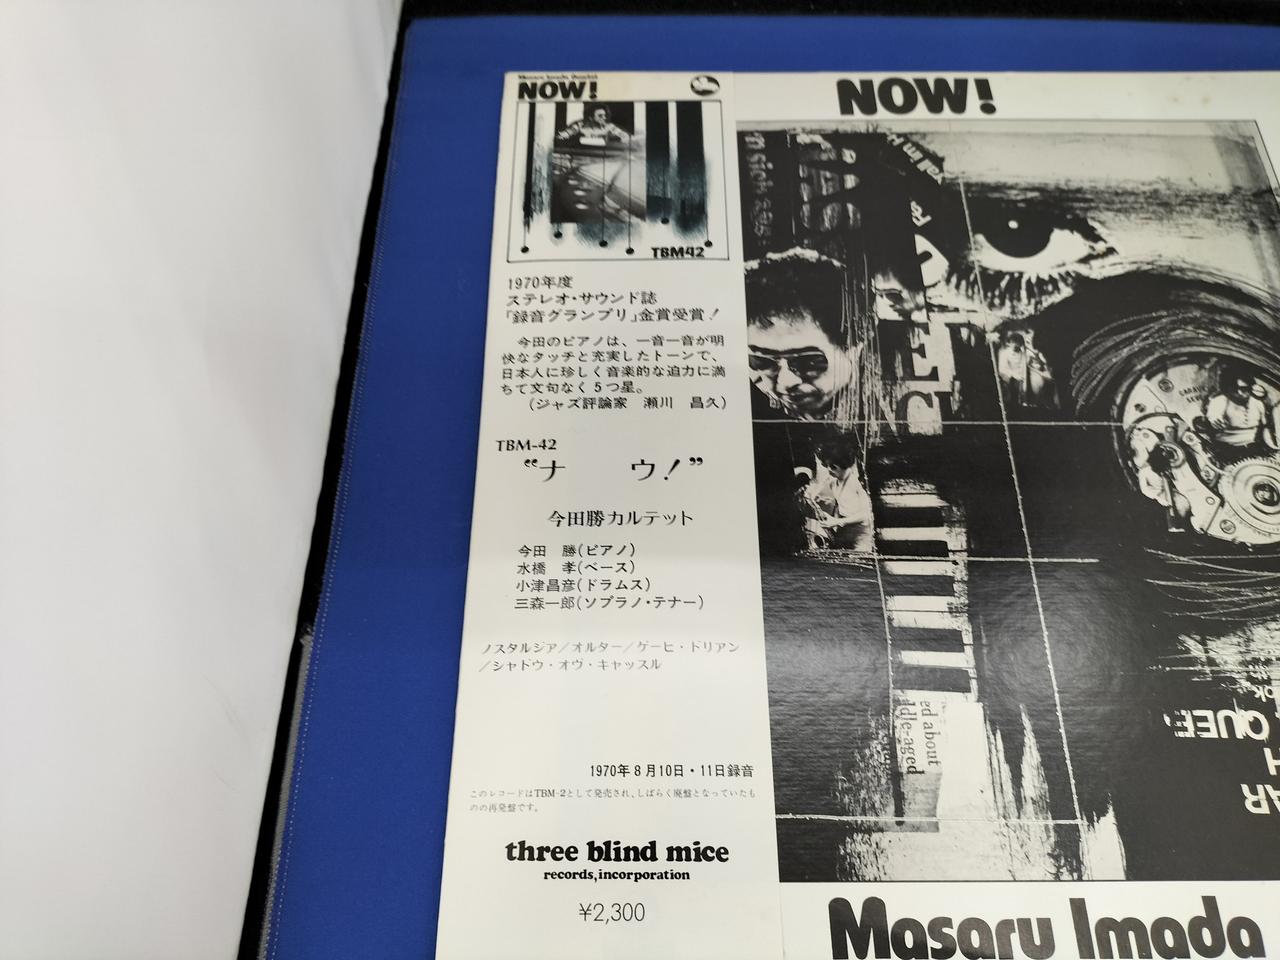 Masaru Imada Quartet
NOW!
TBM42
1970年度
ステレオ・サウンド誌
「録音グランプリ」金賞受賞!
今田のピアノは、一音一音が明
快なタッチと充実したトーンで、
日本人に珍しく音楽的な迫力に満
ちて文句なく5つ星。
(ジャズ評論家 瀬川 昌久)
TBM-42
“ナ ウ!”
今田勝カルテット
今田 勝(ピアノ)
水橋 孝(ベース)
小津昌彦(ドラムス)
三森一郎(ソプラノ・テナー)
ノスタルジア/オルター/ゲーヒ・ドリアン
/シャドウ・オヴ・キャッスル
1970年8月10日・11日録音
このレコードはTBM-2として発売され、しばらく廃盤となっていたも
のの再発盤です。
three blind mice
records,incorporation
¥2,300
NOW!
ed about
ldle-aged
QUEE
H
AR
Masaru Imada